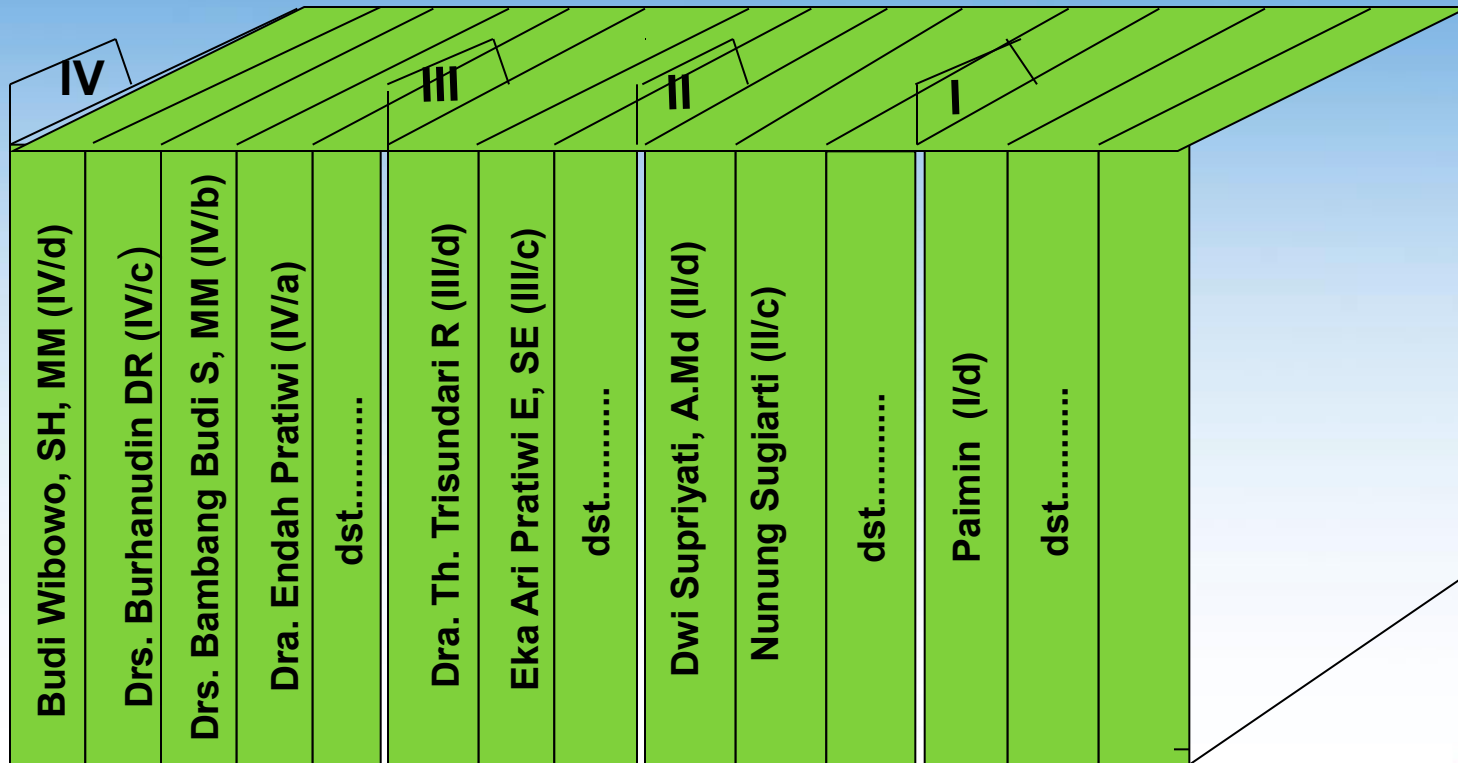 IV
III
II
I
Budi Wibowo, SH, MM (IV/d)
Drs. Burhanudin DR (IV/c)
Drs. Bambang Budi S, MM (IV/b)
Dra. Endah Pratiwi (IV/a)
dst...........
Dra. Th. Trisundari R (III/d)
Eka Ari Pratiwi E, SE (III/c)
dst...........
Dwi Supriyati, A.Md (II/d)
Nunung Sugiarti (II/c)
dst...........
Paimin (I/d)
dst...........